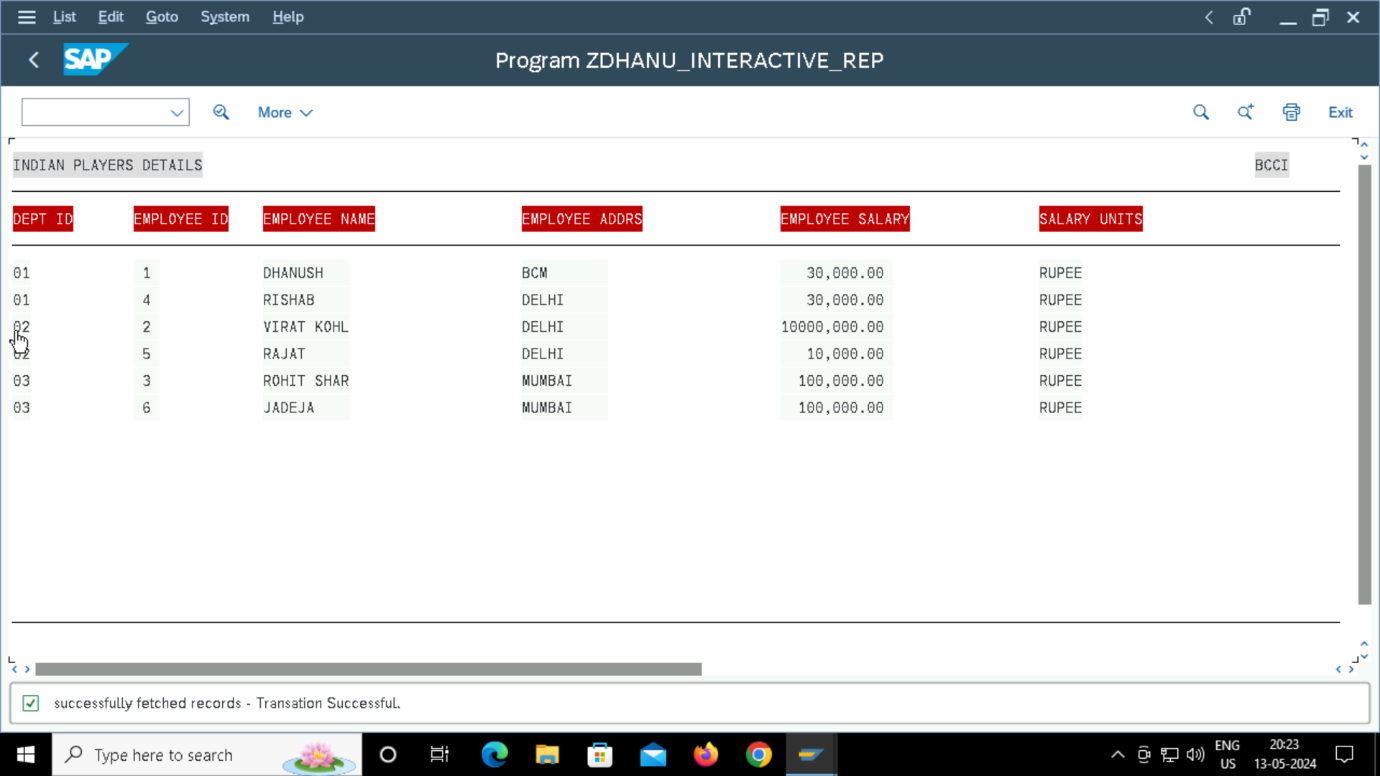 List Edit Goto System Help
SAP Program ZDHANU_INTERACTIVE_REP
More Exit
INDIAN PLAYERS DETAILS BCCI
DEPT ID EMPLOYEE ID EMPLOYEE NAME EMPLOYEE ADDRS EMPLOYEE SALARY SALARY UNITS
01 1 DHANUSH BCM 30,000.00 RUPEE
01 4 RISHAB DELHI 30,000.00 RUPEE
02 2 VIRAT KOHL DELHI 10000,000.00 RUPEE
02 5 RAJAT DELHI 10,000.00 RUPEE
03 3 ROHIT SHAR MUMBAI 100,000.00 RUPEE
03 6 JADEJA MUMBAI 100,000.00 RUPEE
successfully fetched records - Transation Successful.
Type here to search
ENG 20:23
US 13-05-2024